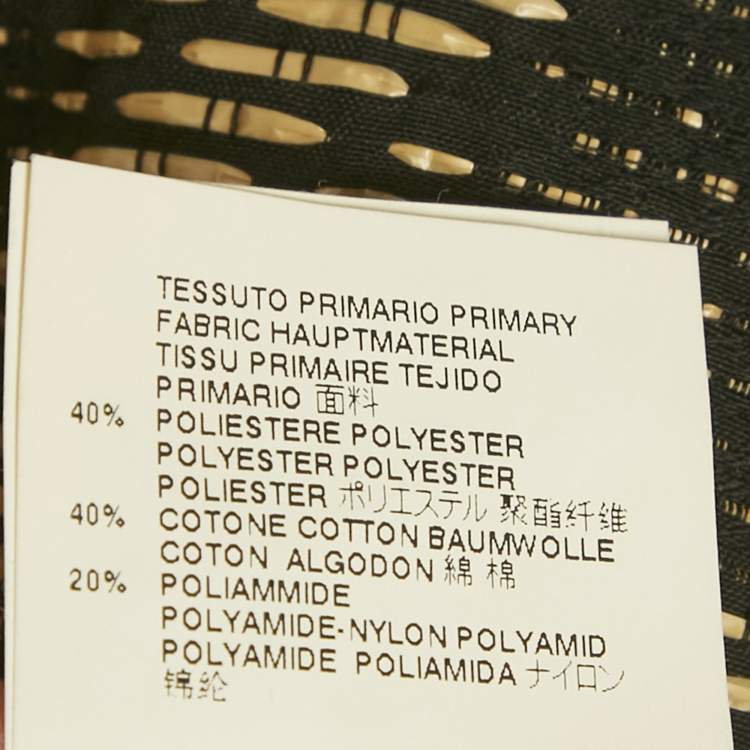 TESSUTO PRIMARIO PRIMARY
FABRIC HAUPTMATERIAL
TISSU PRIMAIRE TEJIDO
PRIMARIO 面料
40% POLIESTERE POLYESTER
POLYESTER POLYESTER
POLIESTER ポリエステル 聚酯纤维
40% COTONE COTTON BAUMWOLLE
COTON ALGODON 綿 棉
20% POLIAMMIDE
POLYAMIDE-NYLON POLYAMID
POLYAMIDE POLIAMIDA ナイロン
锦纶